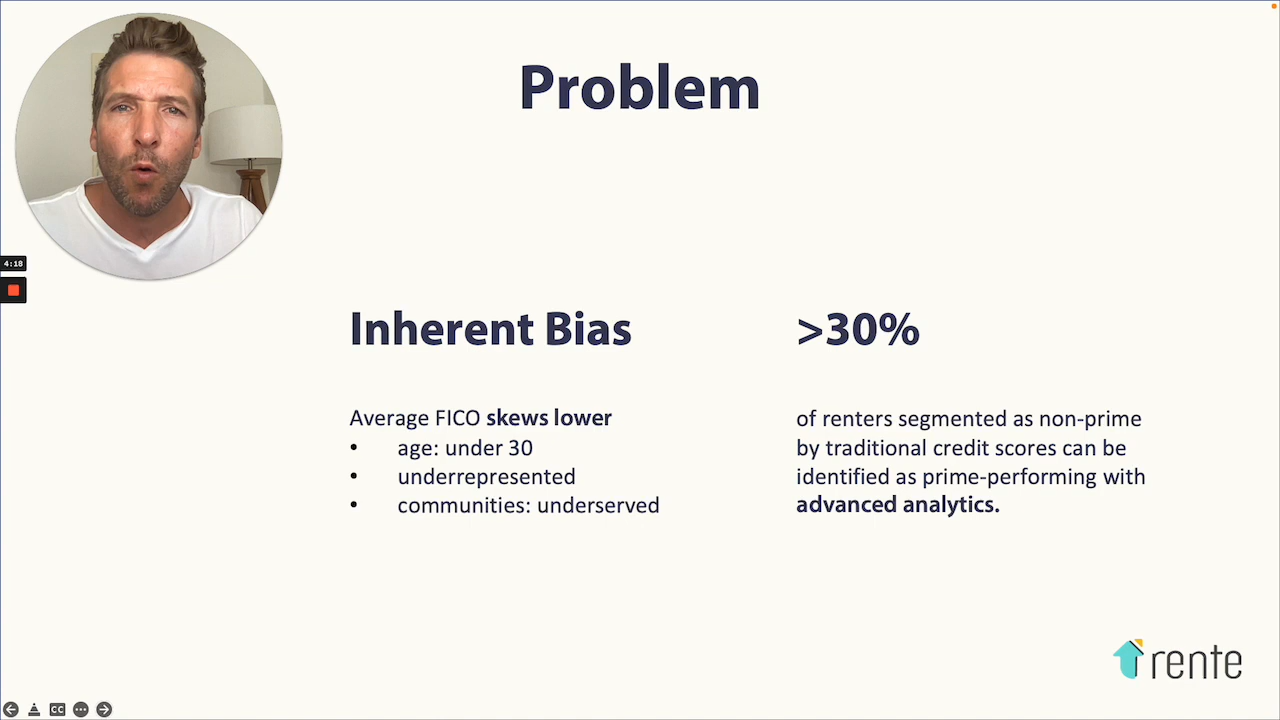 Problem
4:18
Inherent Bias
Average FICO skews lower
• age: under 30
• underrepresented
• communities: underserved
>30%
of renters segmented as non-prime
by traditional credit scores can be
identified as prime-performing with
advanced analytics.
rente
CC